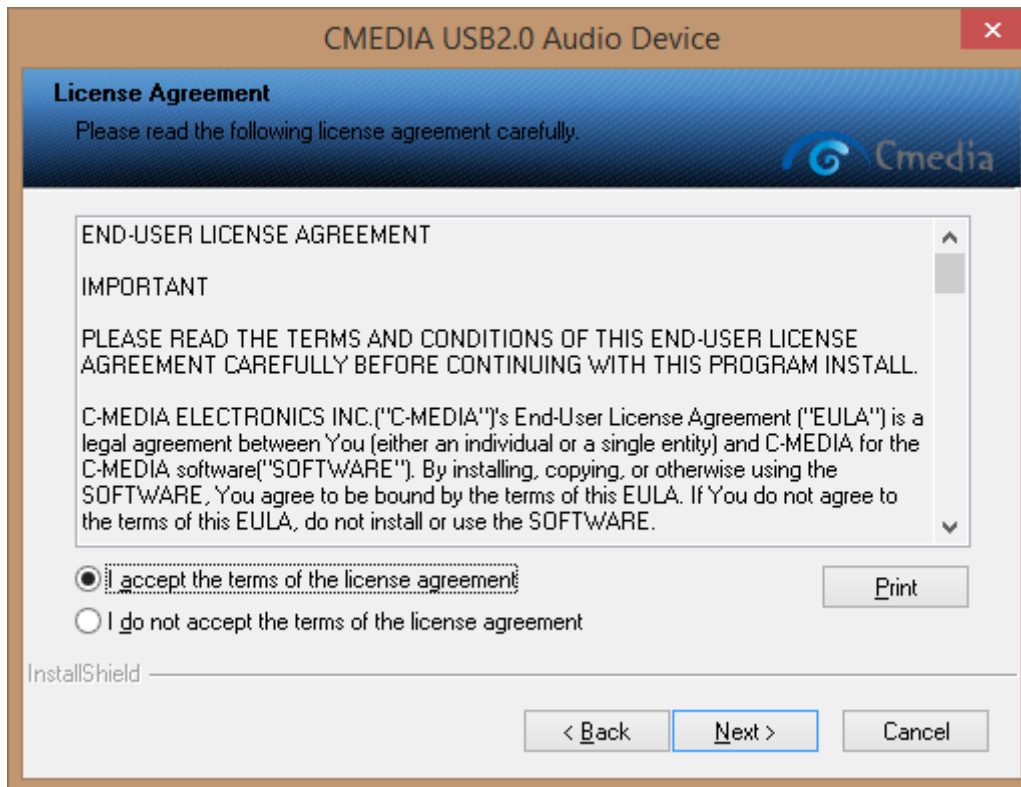 CMEDIA USB2.0 Audio Device
License Agreement
Please read the following license agreement carefully.
Cmedia
END-USER LICENSE AGREEMENT
IMPORTANT
PLEASE READ THE TERMS AND CONDITIONS OF THIS END-USER LICENSE
AGREEMENT CAREFULLY BEFORE CONTINUING WITH THIS PROGRAM INSTALL.
C-MEDIA ELECTRONICS INC.("C-MEDIA")'s End-User License Agreement ("EULA") is a
legal agreement between You (either an individual or a single entity) and C-MEDIA for the
C-MEDIA software("SOFTWARE"). By installing, copying, or otherwise using the
SOFTWARE, You agree to be bound by the terms of this EULA. If You do not agree to
the terms of this EULA, do not install or use the SOFTWARE.
I accept the terms of the license agreement
Print
I do not accept the terms of the license agreement
InstallShield
< Back
Next >
Cancel